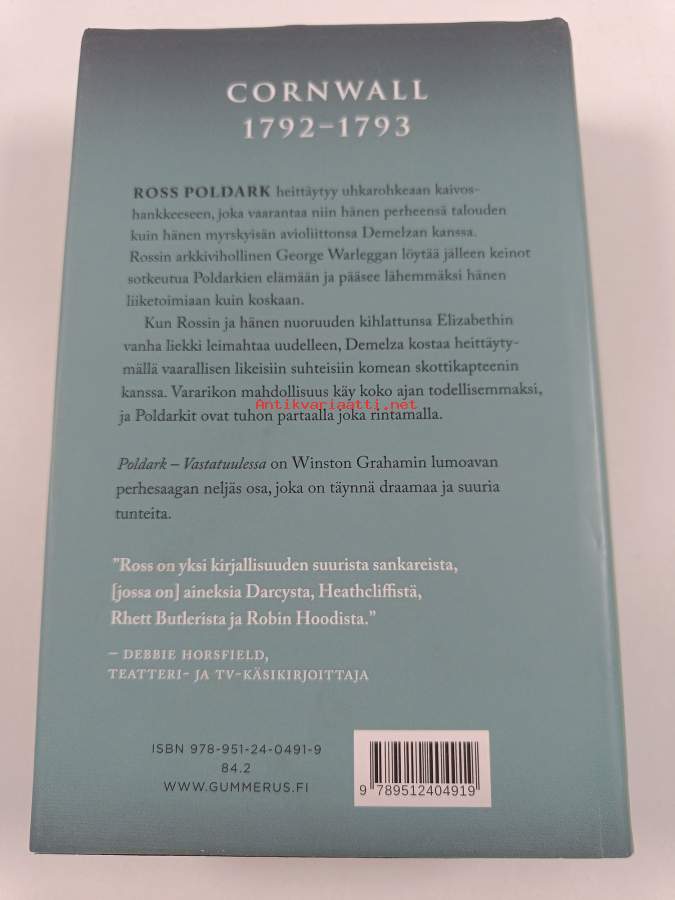 CORNWALL
1792–1793
ROSS POLDARK heittäytyy uhkarohkeaan kaivos-
hankkeeseen, joka vaarantaa niin hänen perheensä talouden
kuin hänen myrskyisän avioliittonsa Demelzan kanssa.
Rossin arkkivihollinen George Warleggan löytää jälleen keinot
sotkeutua Poldarkien elämään ja pääsee lähemmäksi hänen
liiketoimiaan kuin koskaan.
Kun Rossin ja hänen nuoruuden kihlattunsa Elizabethin
vanha liekki leimahtaa uudelleen, Demelza kostaa heittäyty-
mällä vaarallisen likeisiin suhteisiin komean skottikapteenin
kanssa. Vararikon mahdollisuus käy koko ajan todellisemmaksi,
Antikvariaatti.net
ja Poldarkit ovat tuhon partaalla joka rintamalla.
Poldark – Vastatuulessa on Winston Grahamin lumoavan
perhesaagan neljäs osa, joka on täynnä draamaa ja suuria
tunteita.
”Ross on yksi kirjallisuuden suurista sankareista,
[jossa on] aineksia Darcysta, Heathcliffistä,
Rhett Butlerista ja Robin Hoodista.”
– DEBBIE HORSFIELD,
TEATTERI- JA TV-KÄSIKIRJOITTAJA
ISBN 978-951-24-0491-9
84.2
WWW.GUMMERUS.FI
9 789512 404919